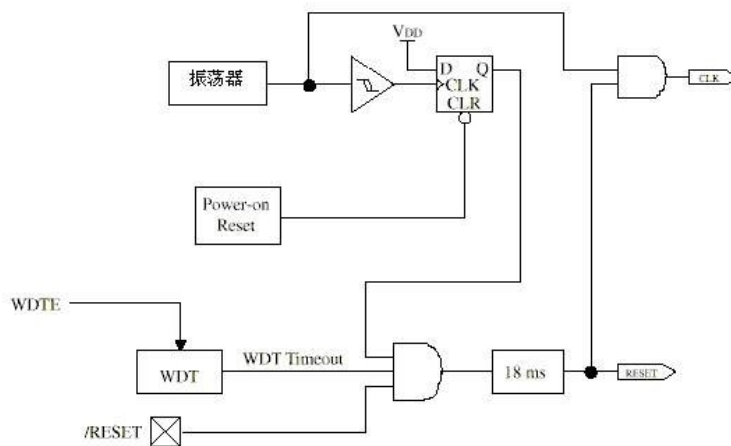 VDD
振荡器
D Q
CLK
CLR
CLK
Power-on
Reset
WDTE
WDT Timeout
WDT
18 ms
RESET
/RESET